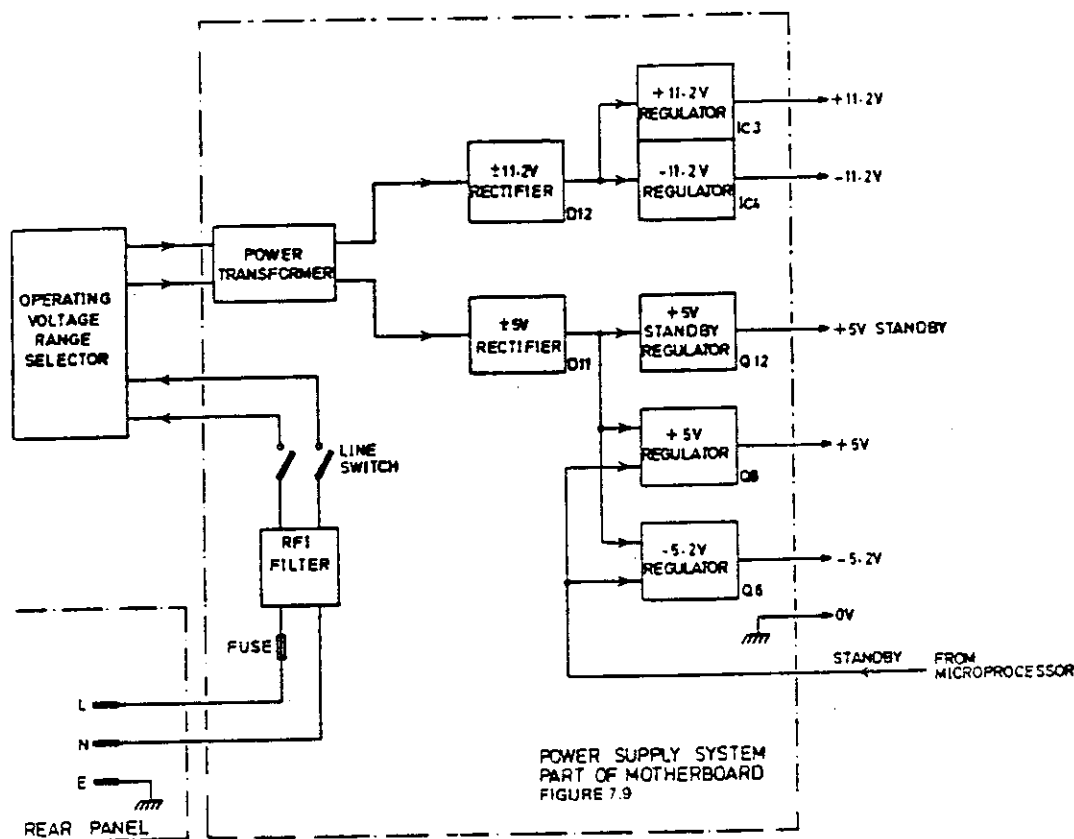 +11.2V
REGULATOR
IC3
+11.2V
-11.2V
REGULATOR
IC4
-11.2V
±11.2V
RECTIFIER
D12
OPERATING
VOLTAGE
RANGE
SELECTOR
POWER
TRANSFORMER
±5V
RECTIFIER
D11
+5V
STANDBY
REGULATOR
Q12
+5V STANDBY
LINE
SWITCH
+5V
REGULATOR
Q8
+5V
RFI
FILTER
-5.2V
REGULATOR
Q6
-5.2V
0V
FUSE
STANDBY
FROM
MICROPROCESSOR
L
N
E
REAR PANEL
POWER SUPPLY SYSTEM
PART OF MOTHERBOARD
FIGURE 7.9